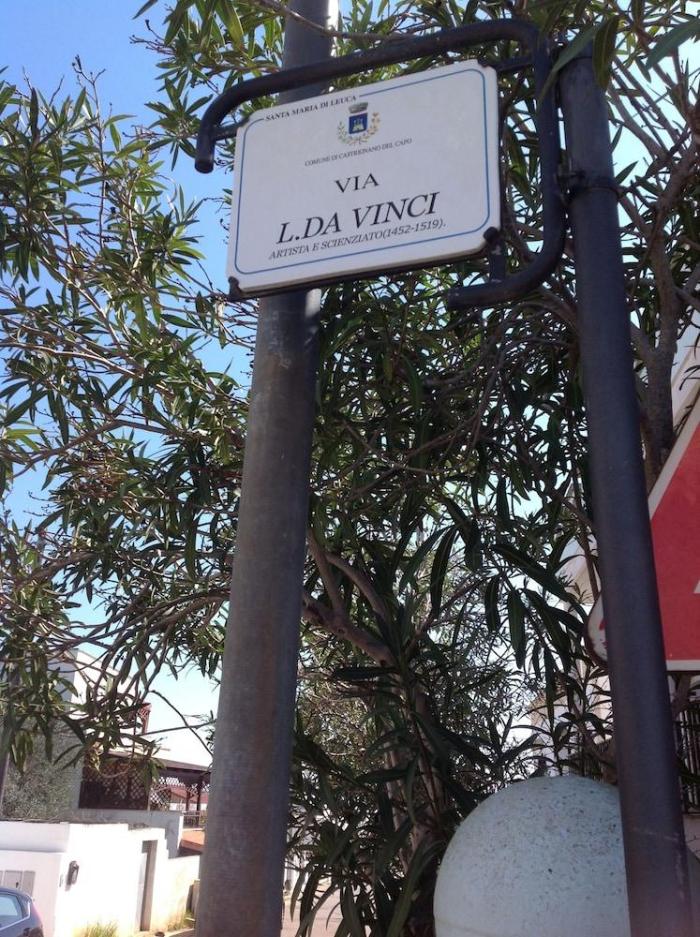 SANTA MARIA DI LEUCA
COMUNE DI CASTRIGNANO DEL CAPO
VIA
L.DA VINCI
ARTISTA E SCIENZIATO(1452-1519).